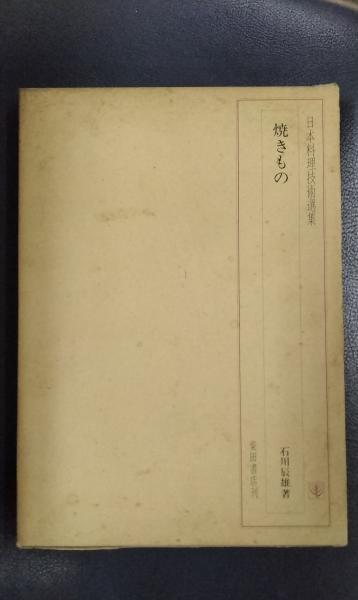 日本料理技術選集
焼きもの
石川辰雄著
柴田書店刊